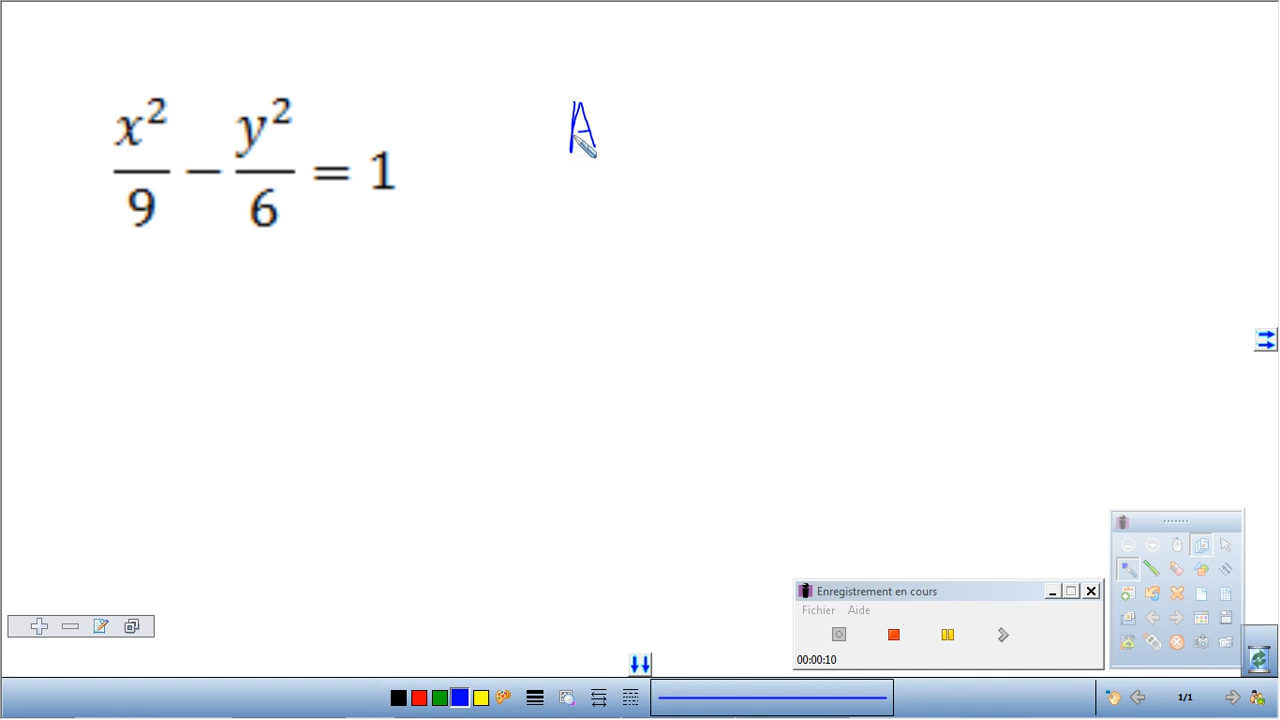 x²/9 − y²/6 = 1
A
Enregistrement en cours
Fichier Aide
00:00:10
1/1